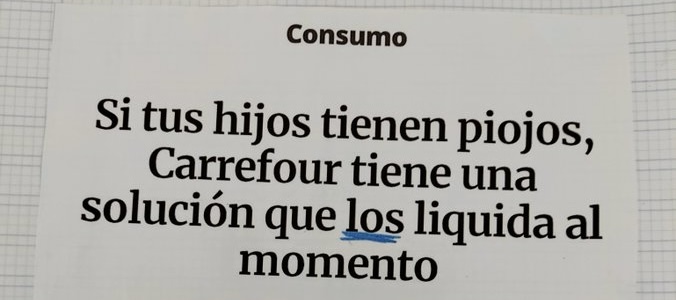 Consumo
Si tus hijos tienen piojos,
Carrefour tiene una
solución que los liquida al
momento